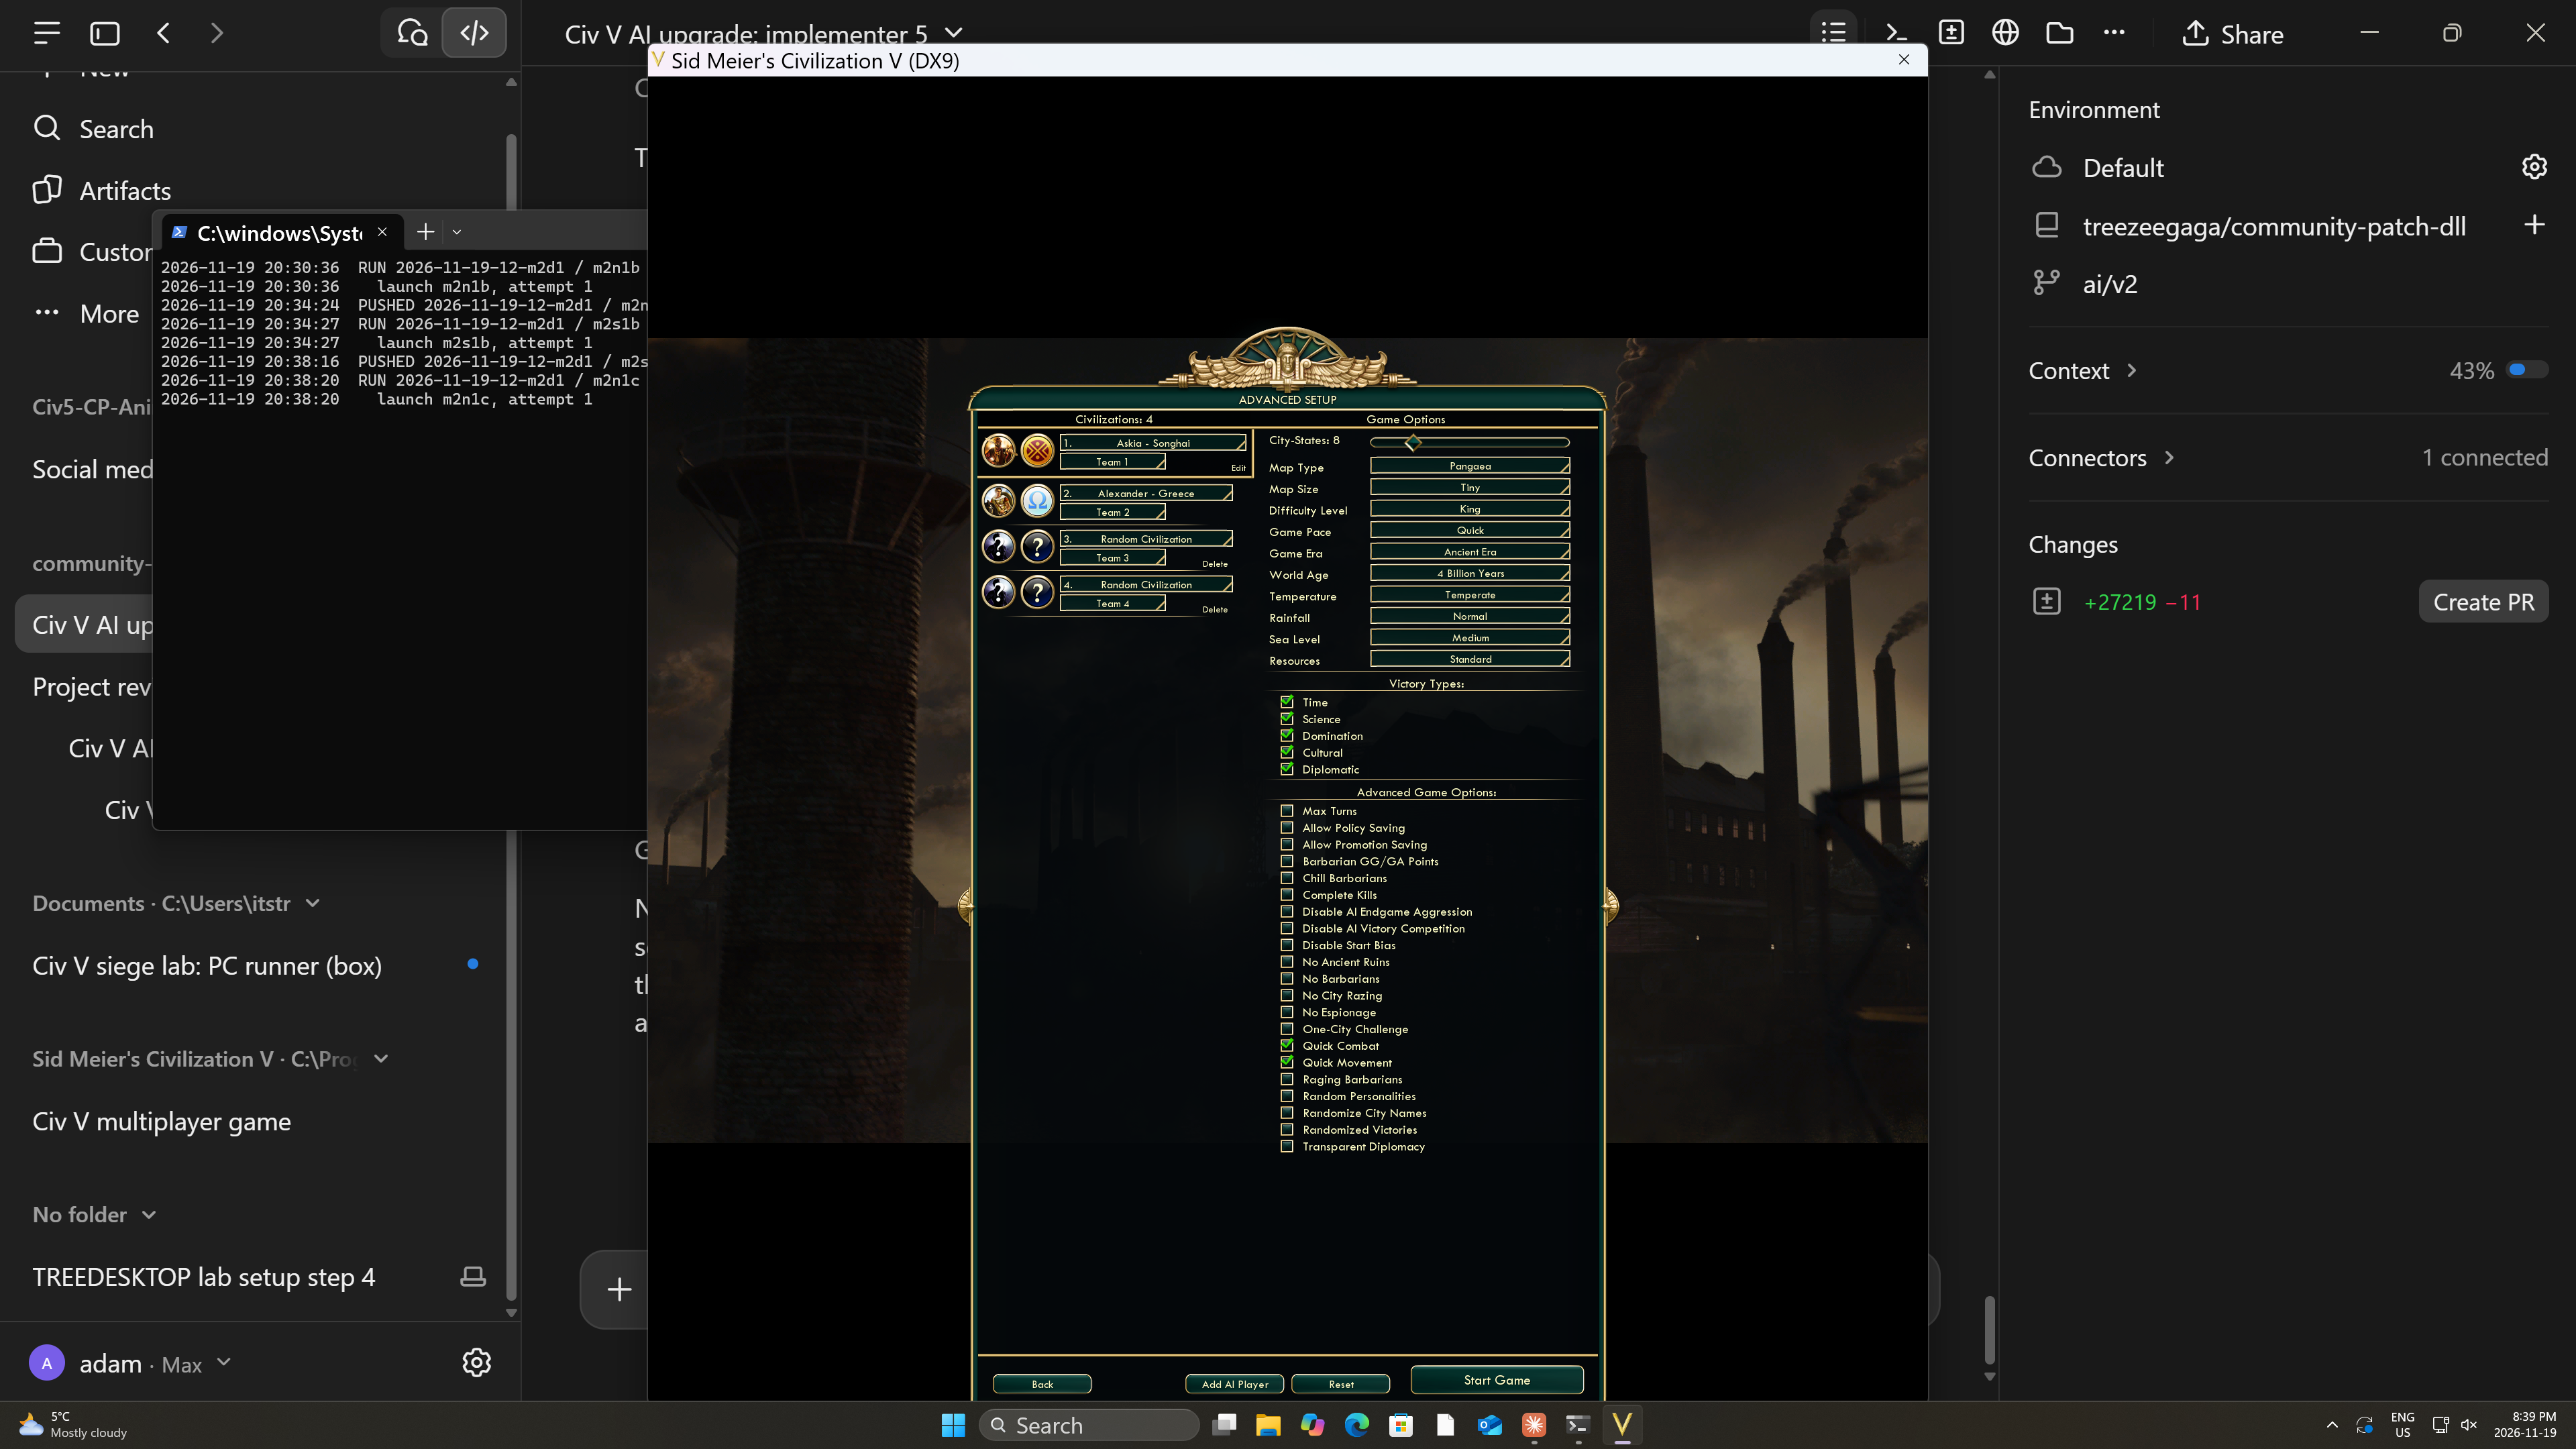 Civ V AI upgrade: implementer 5
Share
New
Search
Artifacts
Custor
More
Civ5-CP-Ani
Social med
community-
Civ V AI up
Project rev
Civ V AI
Civ V
Documents · C:\Users\itstr
Civ V siege lab: PC runner (box)
Sid Meier's Civilization V · C:\Prog
Civ V multiplayer game
No folder
TREEDESKTOP lab setup step 4
A
adam · Max
C:\windows\Syste
2026-11-19 20:30:36 RUN 2026-11-19-12-m2d1 / m2n1b
2026-11-19 20:30:36 launch m2n1b, attempt 1
2026-11-19 20:34:24 PUSHED 2026-11-19-12-m2d1 / m2n
2026-11-19 20:34:27 RUN 2026-11-19-12-m2d1 / m2s1b
2026-11-19 20:34:27 launch m2s1b, attempt 1
2026-11-19 20:38:16 PUSHED 2026-11-19-12-m2d1 / m2s
2026-11-19 20:38:20 RUN 2026-11-19-12-m2d1 / m2n1c
2026-11-19 20:38:20 launch m2n1c, attempt 1
Sid Meier's Civilization V (DX9)
ADVANCED SETUP
Civilizations: 4
1. Askia - Songhai
Team 1
Edit
2. Alexander - Greece
Team 2
3. Random Civilization
Team 3
Delete
4. Random Civilization
Team 4
Delete
Game Options
City-States: 8
Map Type Pangaea
Map Size Tiny
Difficulty Level King
Game Pace Quick
Game Era Ancient Era
World Age 4 Billion Years
Temperature Temperate
Rainfall Normal
Sea Level Medium
Resources Standard
Victory Types:
Time
Science
Domination
Cultural
Diplomatic
Advanced Game Options:
Max Turns
Allow Policy Saving
Allow Promotion Saving
Barbarian GG/GA Points
Chill Barbarians
Complete Kills
Disable AI Endgame Aggression
Disable AI Victory Competition
Disable Start Bias
No Ancient Ruins
No Barbarians
No City Razing
No Espionage
One-City Challenge
Quick Combat
Quick Movement
Raging Barbarians
Random Personalities
Randomize City Names
Randomized Victories
Transparent Diplomacy
Back
Add AI Player
Reset
Start Game
Environment
Default
treezeegaga/community-patch-dll
ai/v2
Context 43%
Connectors 1 connected
Changes
+27219 −11
Create PR
5°C
Mostly cloudy
Search
ENG
US
8:39 PM
2026-11-19